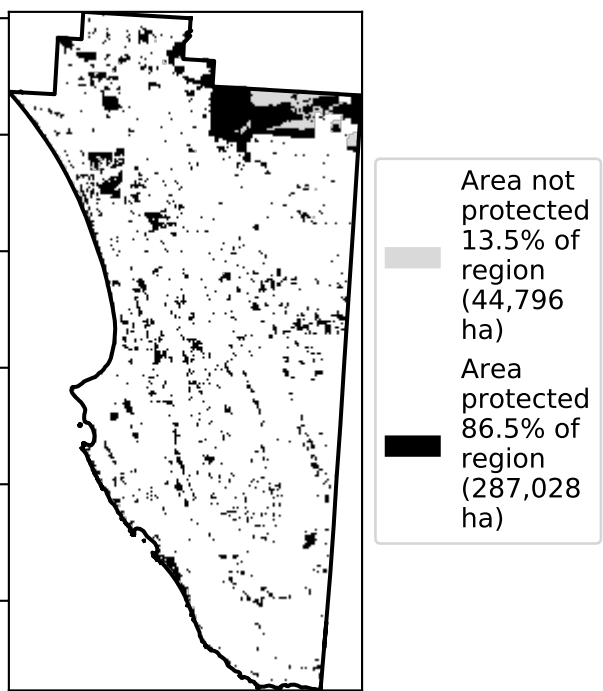 Area not
protected
13.5% of
region
(44,796
ha)
Area
protected
86.5% of
region
(287,028
ha)